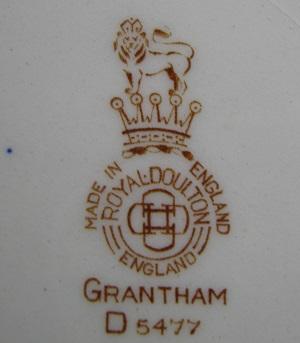 MADE IN ENGLAND
ROYAL·DOULTON
ENGLAND
GRANTHAM
D 5477